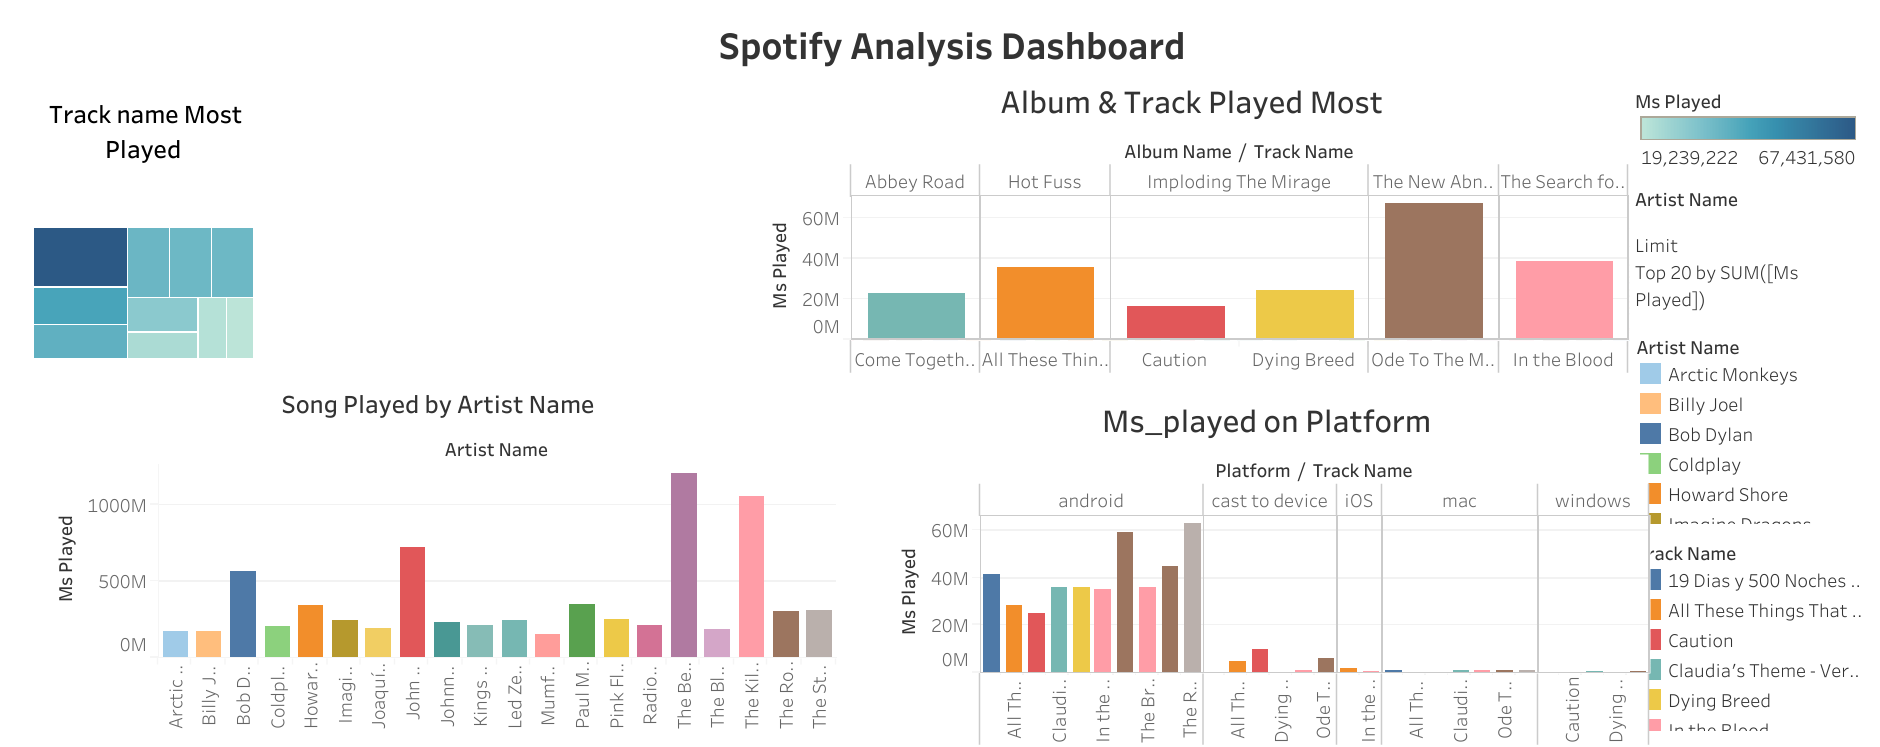 Spotify Analysis Dashboard
Track name Most
Played
Album & Track Played Most
Album Name / Track Name
Abbey Road
Hot Fuss
Imploding The Mirage
The New Abn..
The Search fo..
Ms Played
60M
40M
20M
0M
Come Togeth..
All These Thin..
Caution
Dying Breed
Ode To The M..
In the Blood
Ms Played
19,239,222
67,431,580
Artist Name
Limit
Top 20 by SUM([Ms
Played])
Artist Name
Arctic Monkeys
Billy Joel
Bob Dylan
Coldplay
Howard Shore
Imagine Dragons
Song Played by Artist Name
Artist Name
Ms Played
1000M
500M
0M
Arctic ..
Billy J..
Bob D..
Coldpl..
Howar..
Imagi..
Joaquí..
John ..
Johnn..
Kings ..
Led Ze..
Mumf..
Paul M..
Pink Fl..
Radio..
The Be..
The Bl..
The Kil..
The Ro..
The St..
Ms_played on Platform
Platform / Track Name
android
cast to device
iOS
mac
windows
Ms Played
60M
40M
20M
0M
All Th..
Claudi..
In the ..
The Br..
The R..
All Th..
Dying ..
Ode T..
In the ..
All Th..
Claudi..
Ode T..
Caution
Dying ..
rack Name
19 Dias y 500 Noches ..
All These Things That ..
Caution
Claudia's Theme - Ver..
Dying Breed
In the Blood